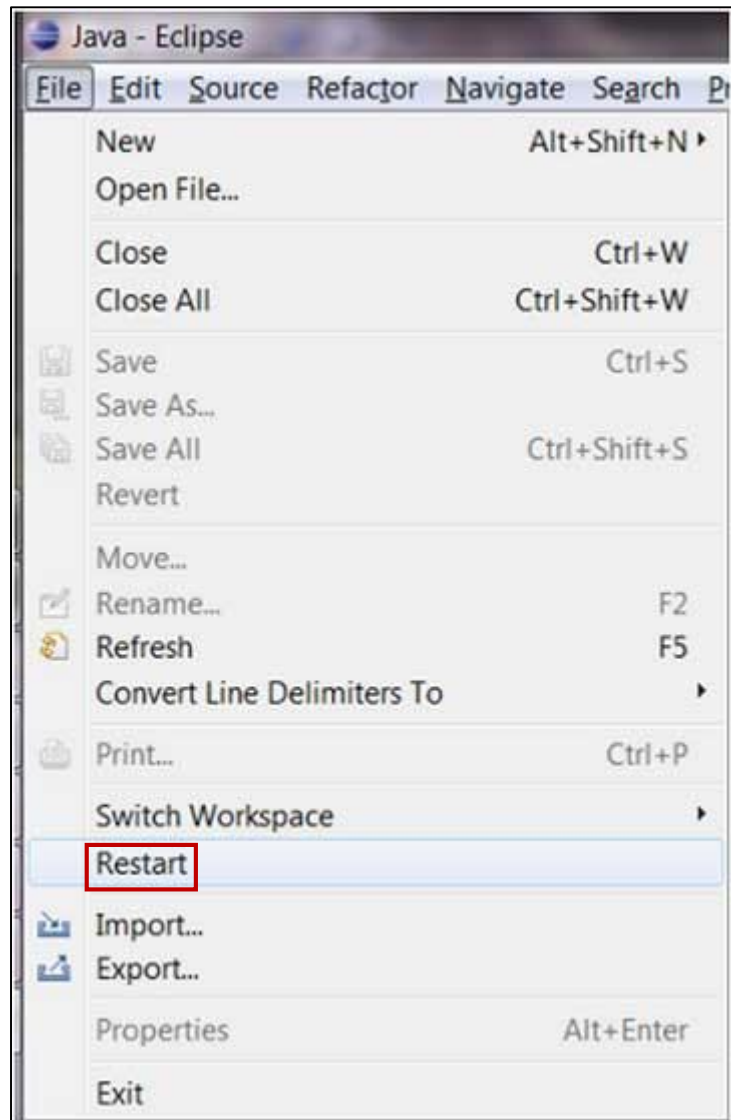 Java - Eclipse
File Edit Source Refactor Navigate Search
New Alt+Shift+N
Open File...
Close Ctrl+W
Close All Ctrl+Shift+W
Save Ctrl+S
Save As...
Save All Ctrl+Shift+S
Revert
Move...
Rename... F2
Refresh F5
Convert Line Delimiters To
Print... Ctrl+P
Switch Workspace
Restart
Import...
Export...
Properties Alt+Enter
Exit